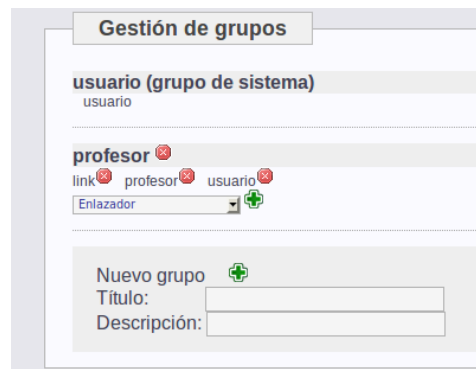 Gestión de grupos
usuario (grupo de sistema)
usuario
profesor
link profesor usuario
Enlazador
Nuevo grupo
Título:
Descripción: